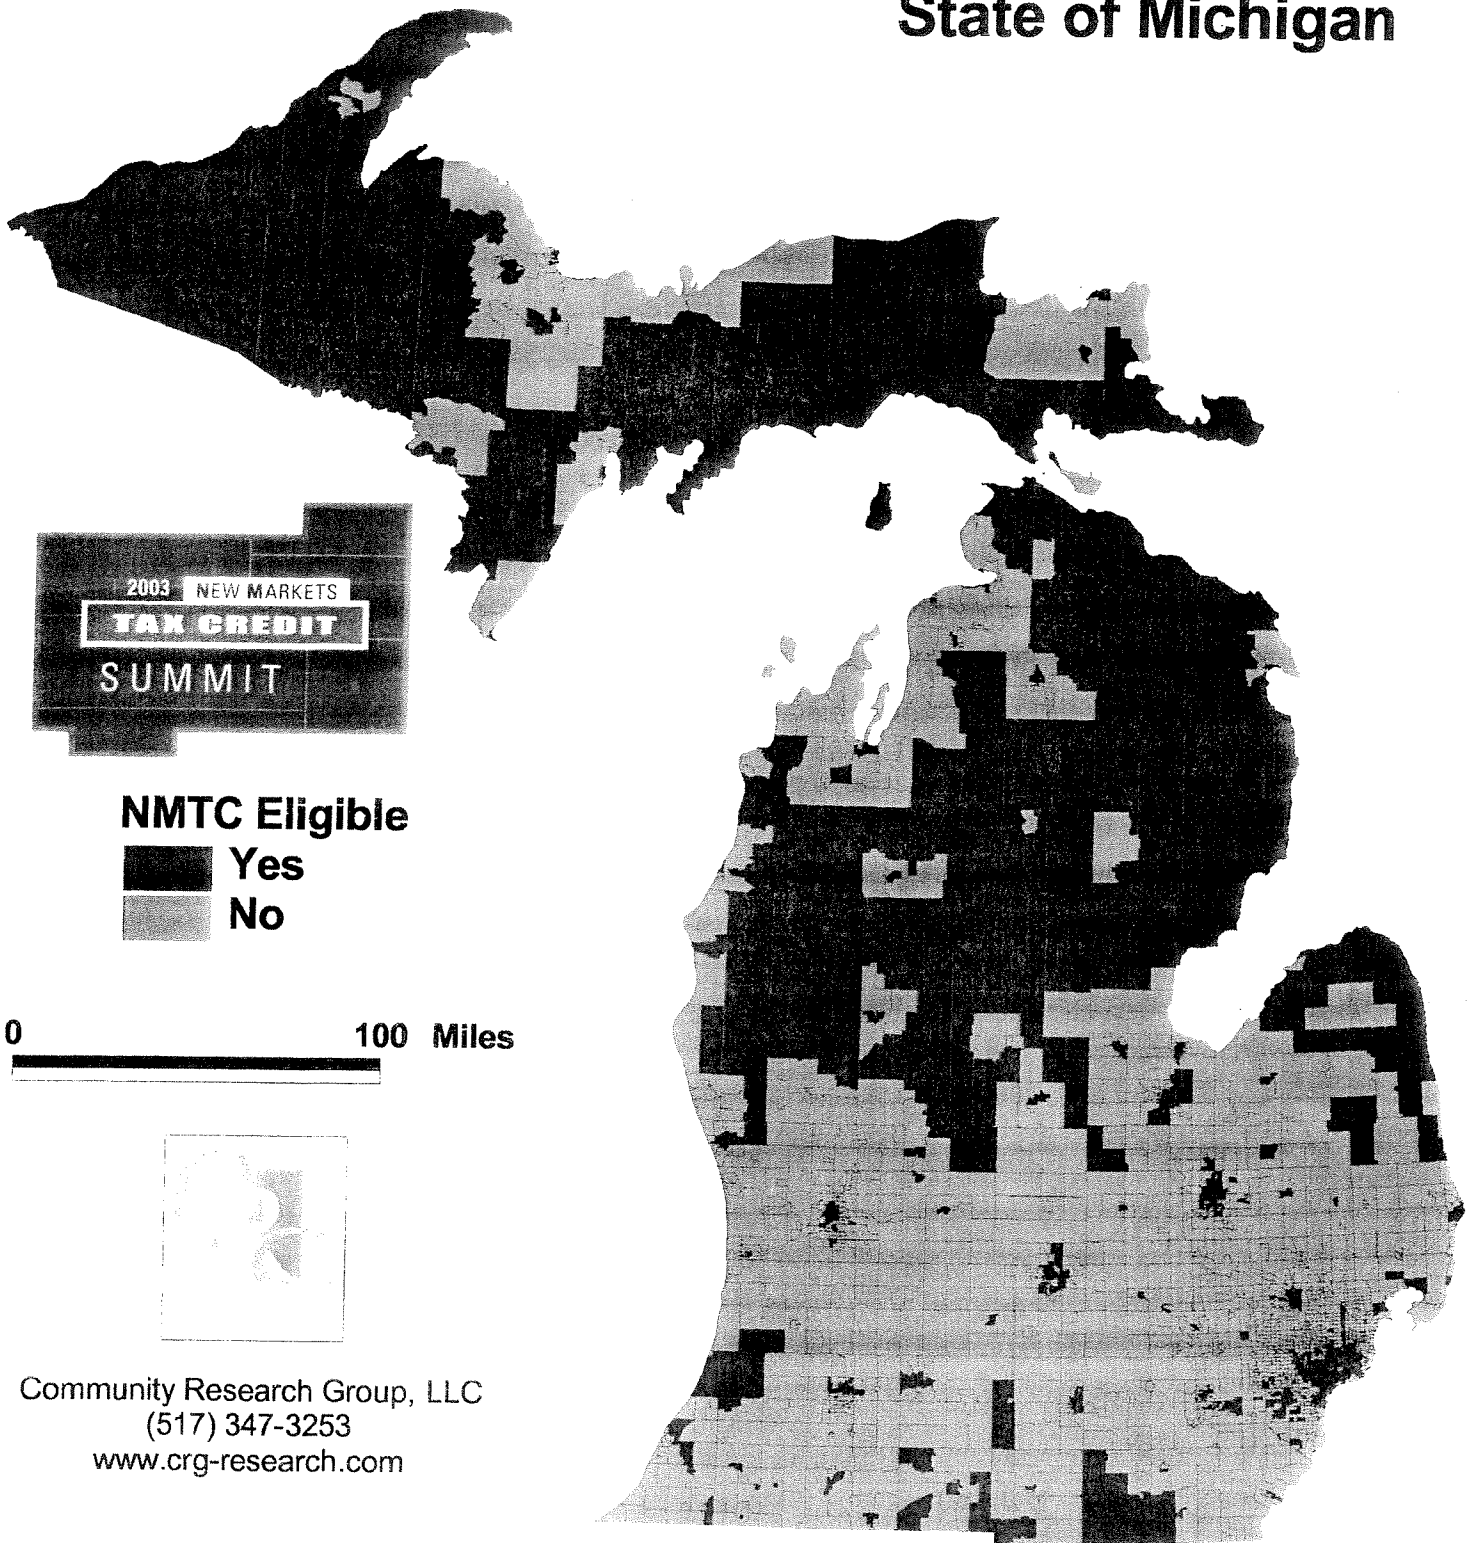 State of Michigan
2003 NEW MARKETS
TAX CREDIT
SUMMIT
NMTC Eligible
Yes
No
0 100 Miles
Community Research Group, LLC
(517) 347-3253
www.crg-research.com